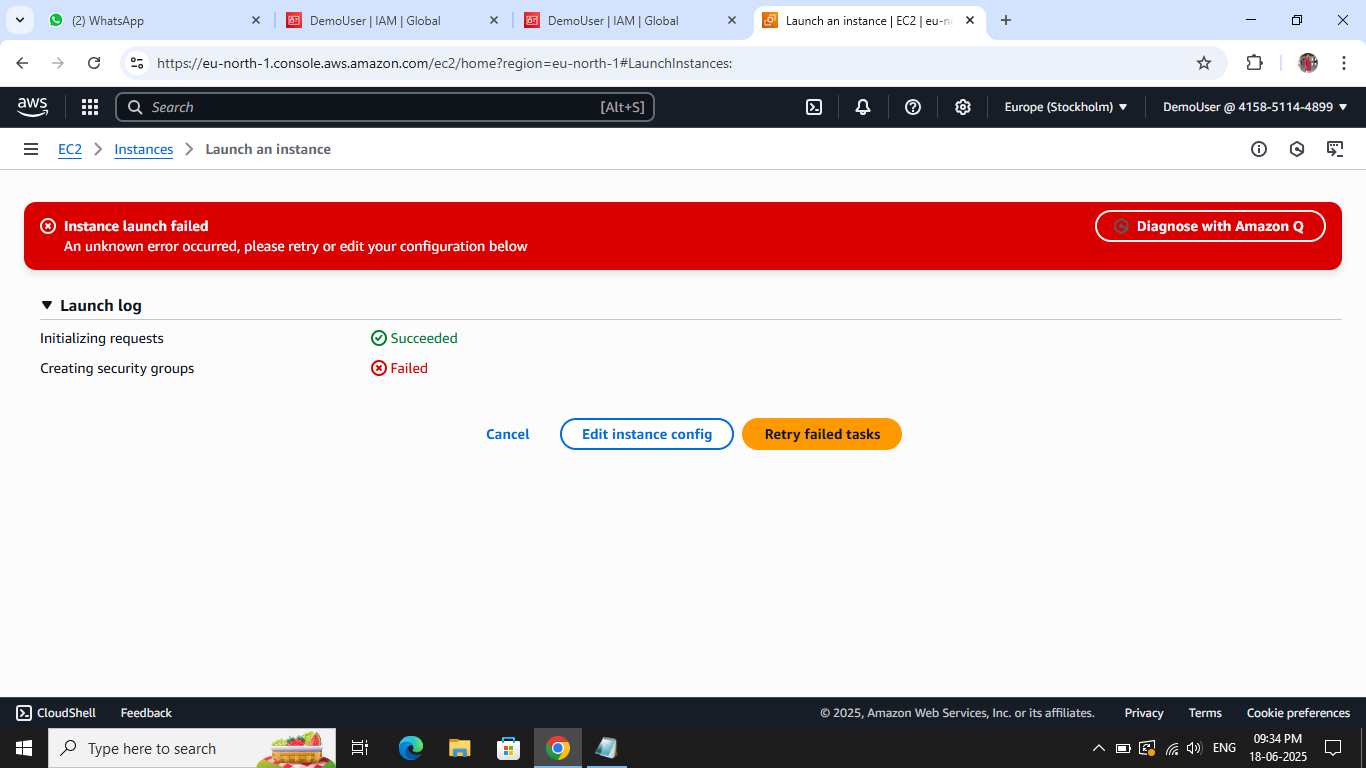 (2) WhatsApp
DemoUser | IAM | Global
DemoUser | IAM | Global
Launch an instance | EC2 | eu-no
https://eu-north-1.console.aws.amazon.com/ec2/home?region=eu-north-1#LaunchInstances:
aws
Search
[Alt+S]
Europe (Stockholm)
DemoUser @ 4158-5114-4899
EC2
Instances
Launch an instance
Instance launch failed
An unknown error occurred, please retry or edit your configuration below
Diagnose with Amazon Q
Launch log
Initializing requests
Succeeded
Creating security groups
Failed
Cancel
Edit instance config
Retry failed tasks
CloudShell
Feedback
© 2025, Amazon Web Services, Inc. or its affiliates.
Privacy
Terms
Cookie preferences
Type here to search
ENG
09:34 PM
18-06-2025